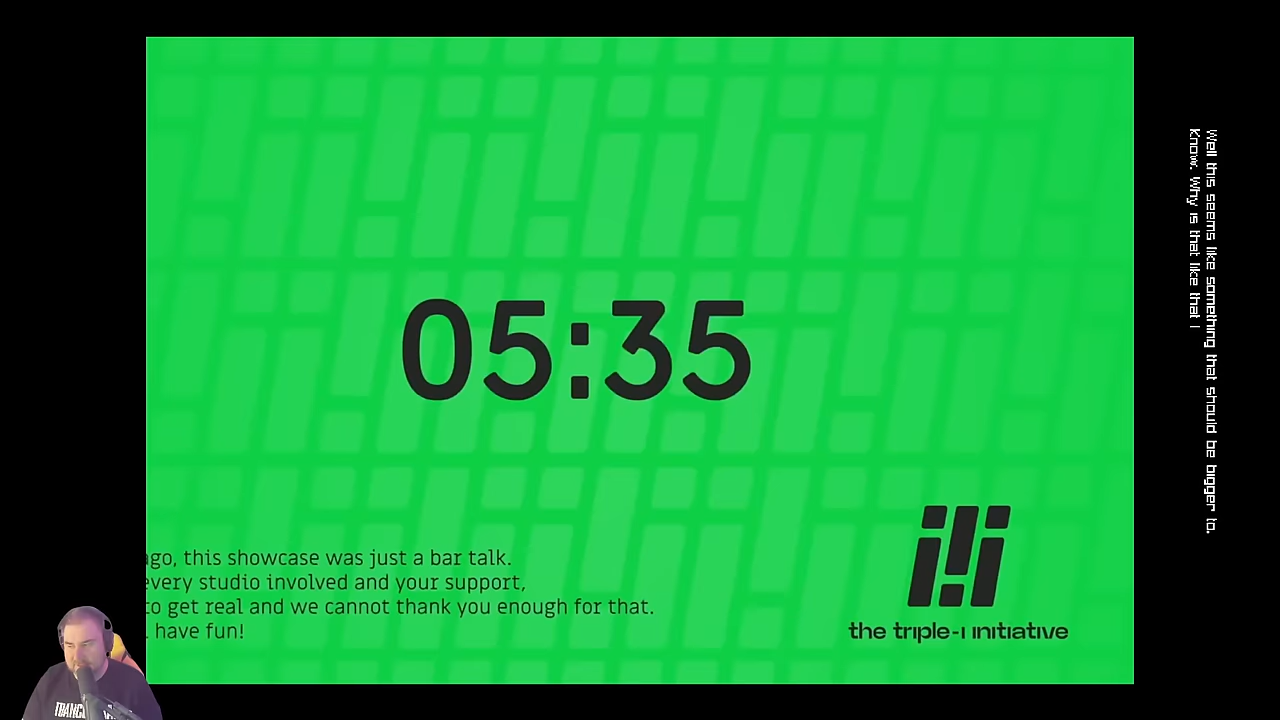 05:35
ago, this showcase was just a bar talk.
every studio involved and your support,
to get real and we cannot thank you enough for that.
have fun!
the triple-i initiative
Well this seems like something that should be bigger to.
Know. Why is that like that I